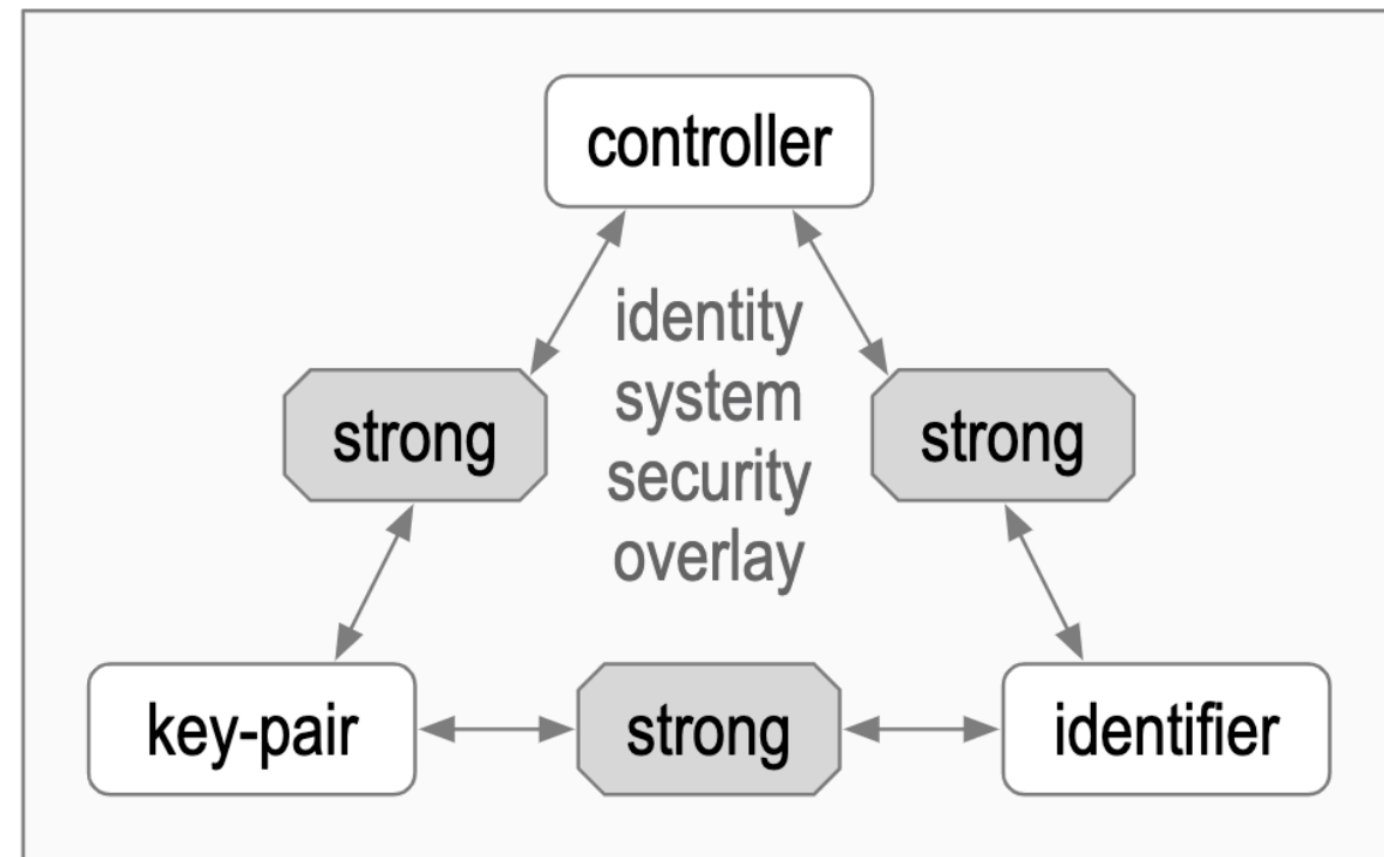 controller
identity
system
security
overlay
strong
strong
key-pair
strong
identifier